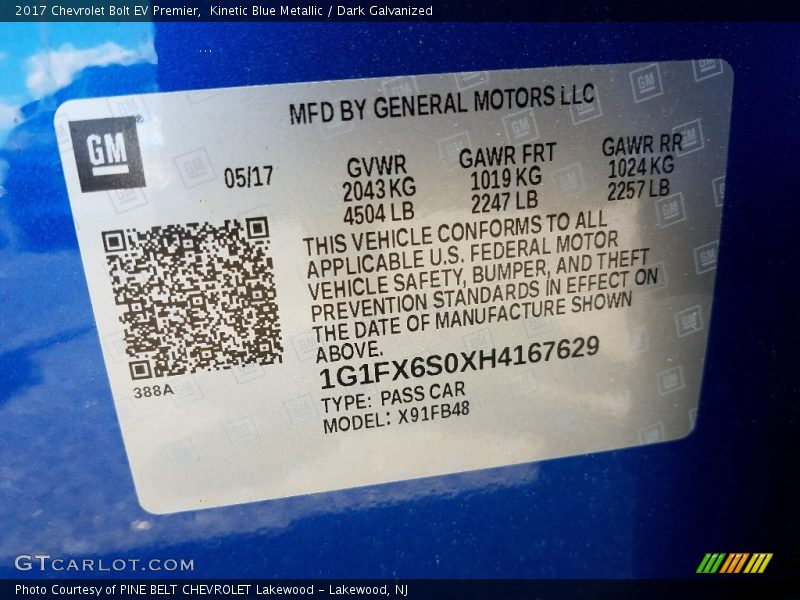 2017 Chevrolet Bolt EV Premier,  Kinetic Blue Metallic / Dark Galvanized
MFD BY GENERAL MOTORS LLC
GM
05/17
GVWR
2043 KG
4504 LB
GAWR FRT
1019 KG
2247 LB
GAWR RR
1024 KG
2257 LB
THIS VEHICLE CONFORMS TO ALL
APPLICABLE U.S. FEDERAL MOTOR
VEHICLE SAFETY, BUMPER, AND THEFT
PREVENTION STANDARDS IN EFFECT ON
THE DATE OF MANUFACTURE SHOWN
ABOVE.
388A
1G1FX6S0XH4167629
TYPE: PASS CAR
MODEL: X91FB48
GTCARLOT.COM
Photo Courtesy of PINE BELT CHEVROLET Lakewood - Lakewood, NJ